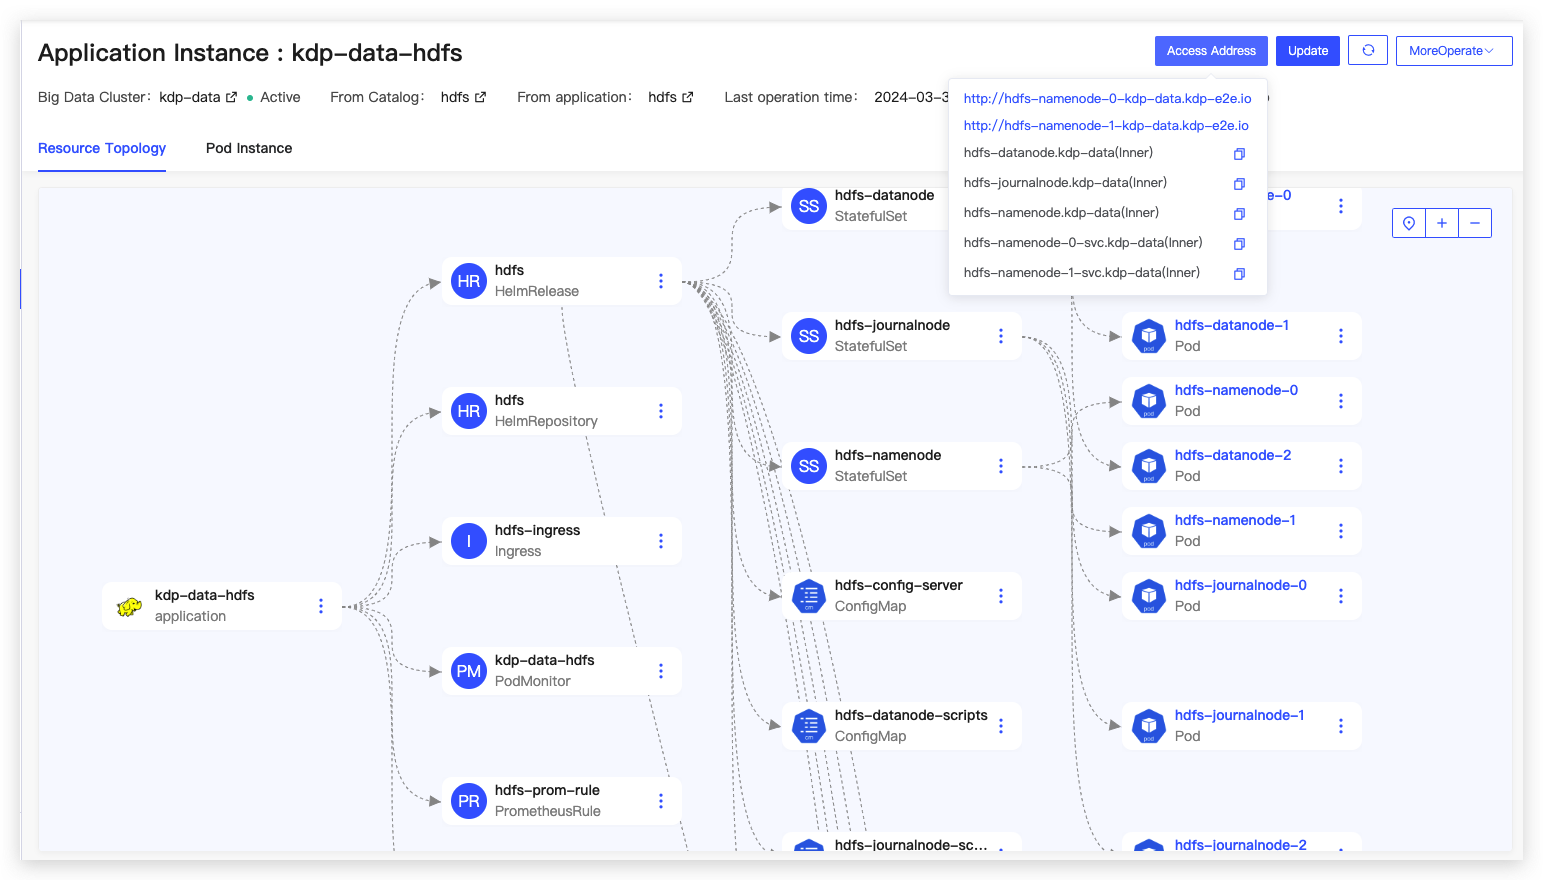 Application Instance : kdp-data-hdfs
Access Address
Update
MoreOperate
Big Data Cluster: kdp-data Active From Catalog: hdfs From application: hdfs Last operation time: 2024-03-3
http://hdfs-namenode-0-kdp-data.kdp-e2e.io
http://hdfs-namenode-1-kdp-data.kdp-e2e.io
hdfs-datanode.kdp-data(Inner)
hdfs-journalnode.kdp-data(Inner)
hdfs-namenode.kdp-data(Inner)
hdfs-namenode-0-svc.kdp-data(Inner)
hdfs-namenode-1-svc.kdp-data(Inner)
Resource Topology
Pod Instance
kdp-data-hdfs
application
HR
hdfs
HelmRelease
HR
hdfs
HelmRepository
I
hdfs-ingress
Ingress
PM
kdp-data-hdfs
PodMonitor
PR
hdfs-prom-rule
PrometheusRule
SS
hdfs-datanode
StatefulSet
SS
hdfs-journalnode
StatefulSet
SS
hdfs-namenode
StatefulSet
cm
hdfs-config-server
ConfigMap
cm
hdfs-datanode-scripts
ConfigMap
hdfs-journalnode-sc...
e-0
pod
hdfs-datanode-1
Pod
pod
hdfs-namenode-0
Pod
pod
hdfs-datanode-2
Pod
pod
hdfs-namenode-1
Pod
pod
hdfs-journalnode-0
Pod
pod
hdfs-journalnode-1
Pod
hdfs-journalnode-2